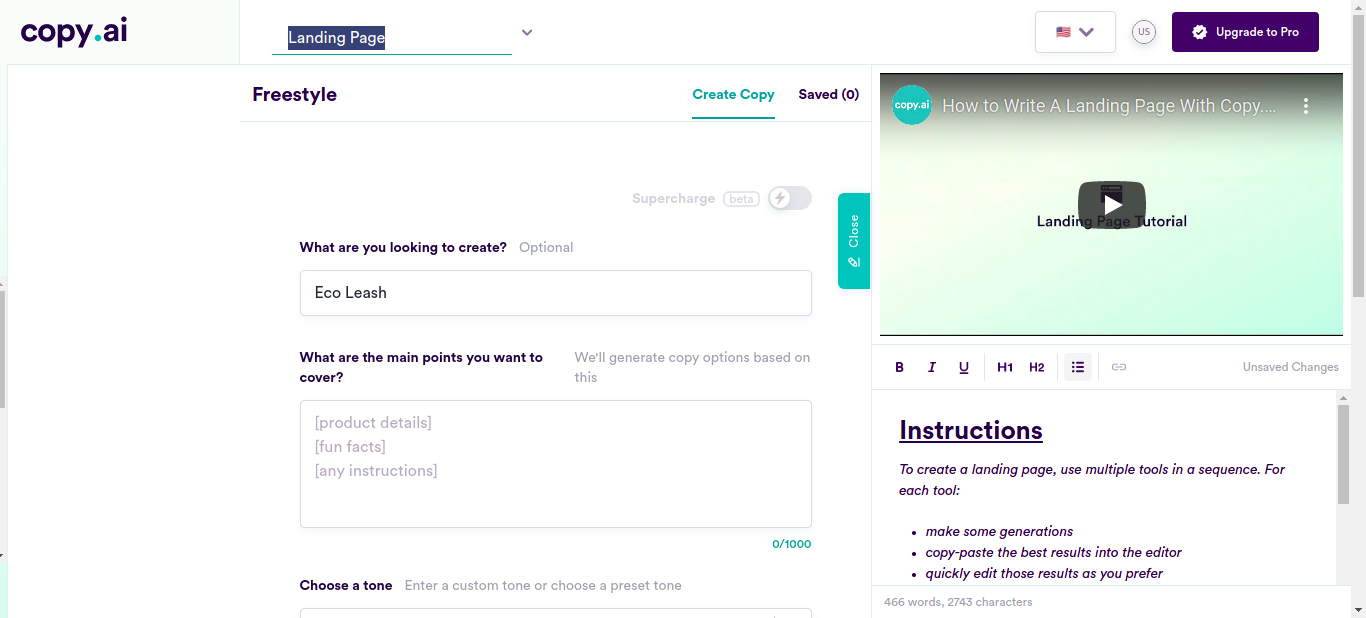 copy.ai
Landing Page
US
Upgrade to Pro
Freestyle
Create Copy
Saved (0)
Supercharge beta
What are you looking to create? Optional
Eco Leash
What are the main points you want to cover?
We'll generate copy options based on this
[product details]
[fun facts]
[any instructions]
0/1000
Choose a tone Enter a custom tone or choose a preset tone
Close
copy.ai
How to Write A Landing Page With Copy....
Landing Page Tutorial
B I U H1 H2
Unsaved Changes
Instructions
To create a landing page, use multiple tools in a sequence. For
each tool:
• make some generations
• copy-paste the best results into the editor
• quickly edit those results as you prefer
466 words, 2743 characters